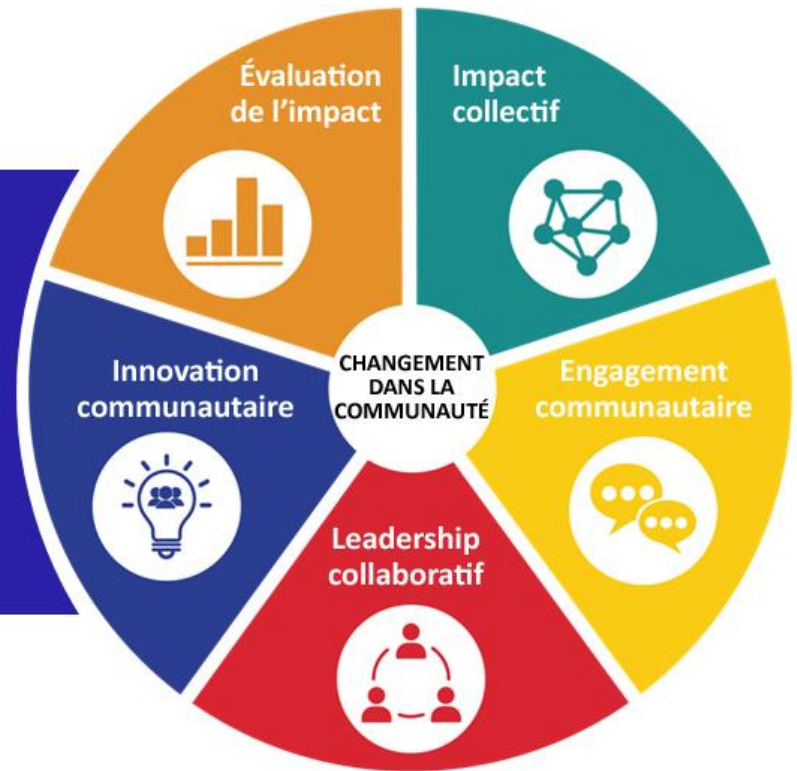 Évaluation
de l'impact
Impact
collectif
Innovation
communautaire
CHANGEMENT
DANS LA
COMMUNAUTÉ
Engagement
communautaire
Leadership
collaboratif